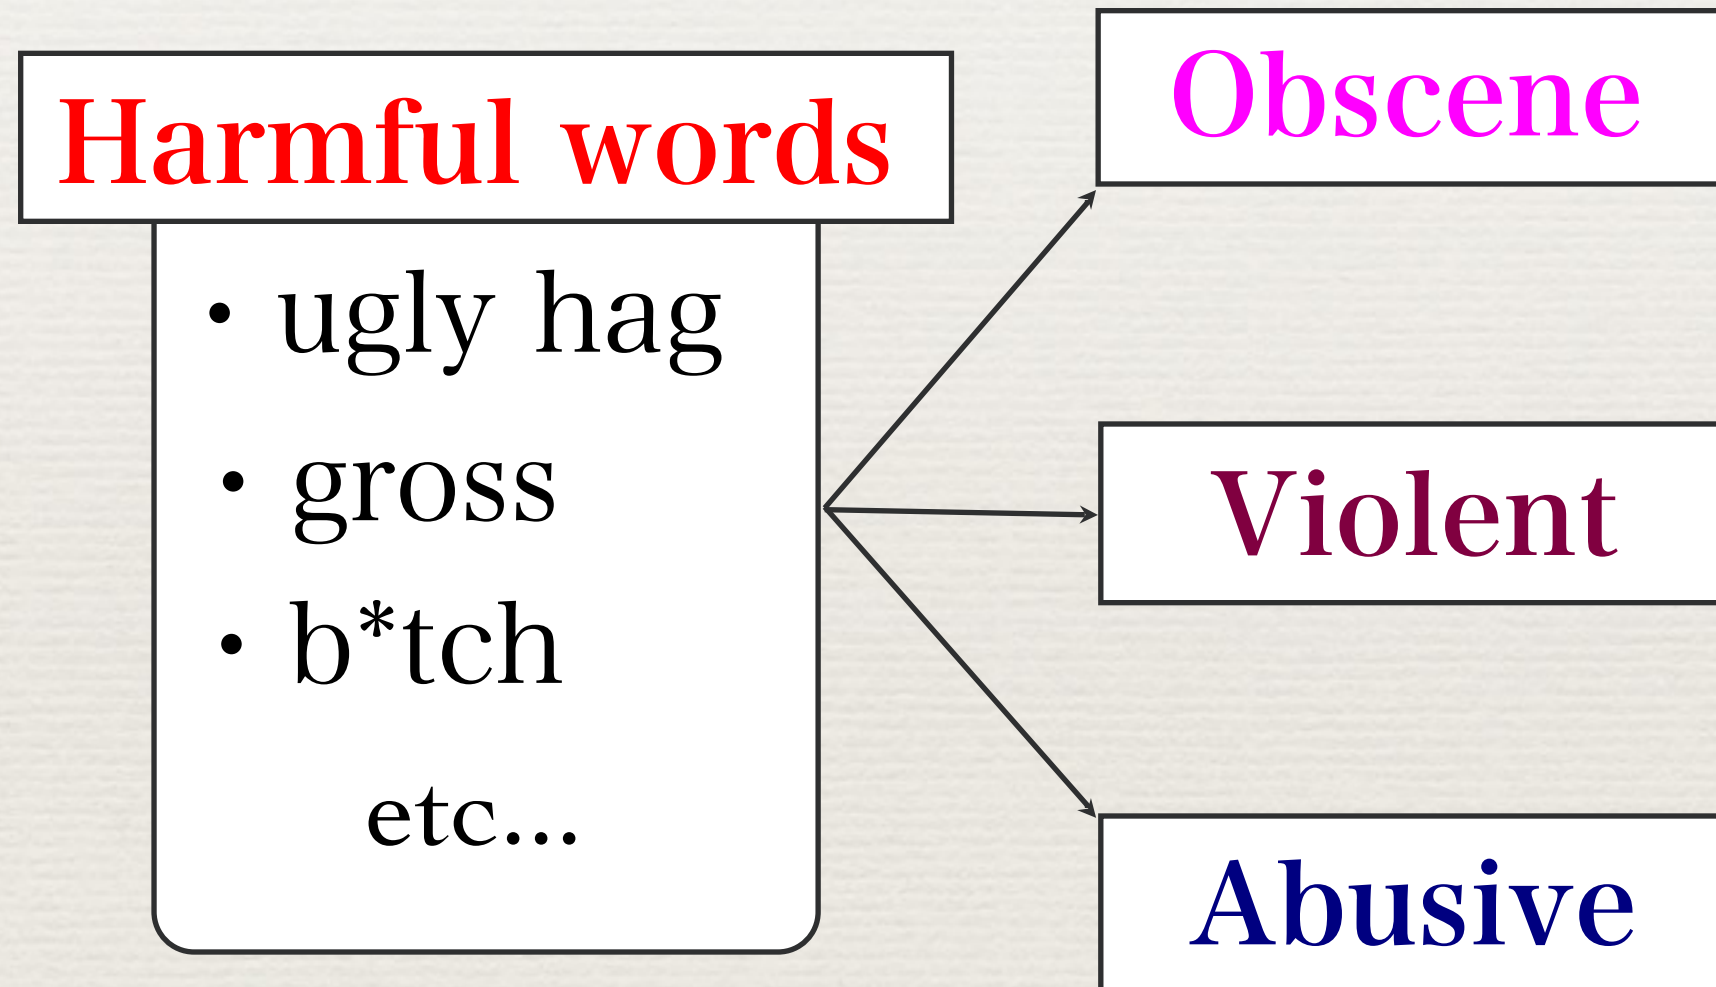 Harmful words
• ugly hag
• gross
• b*tch
etc...
Obscene
Violent
Abusive